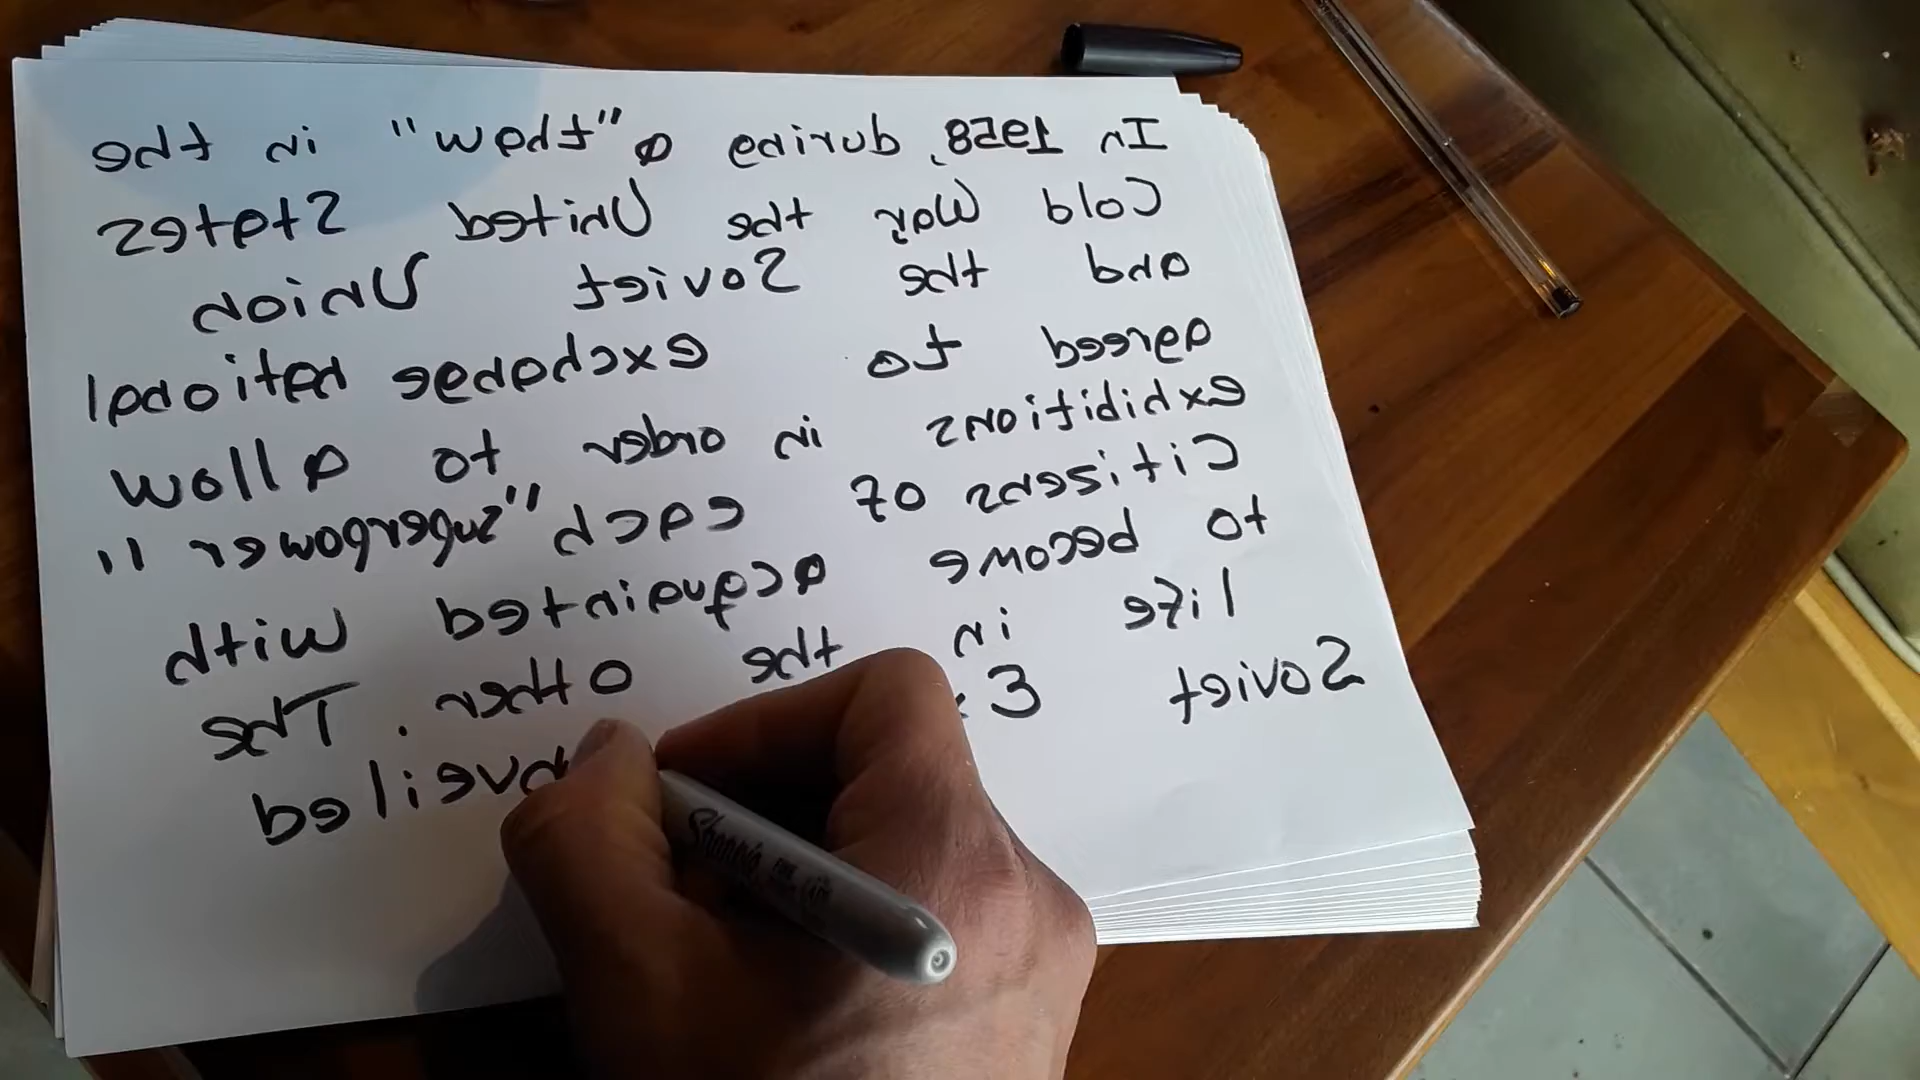 In 1958, during a "thaw" in the
Cold War, the United States
and the Soviet Union
agreed to exchange national
exhibitions in order to allow
Citizens of each "superpower"
to become acquainted with
life in the other. The
Soviet unveiled
Sharpie